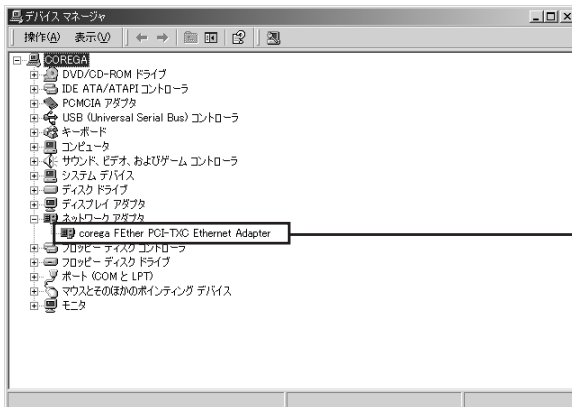 デバイス マネージャ
操作(A) 表示(V)
COREGA
DVD/CD-ROM ドライブ
IDE ATA/ATAPI コントローラ
PCMCIA アダプタ
USB (Universal Serial Bus) コントローラ
キーボード
コンピュータ
サウンド、ビデオ、およびゲーム コントローラ
システム デバイス
ディスク ドライブ
ディスプレイ アダプタ
ネットワーク アダプタ
corega FEther PCI-TXC Ethernet Adapter
フロッピー ディスク コントローラ
フロッピー ディスク ドライブ
ポート (COM と LPT)
マウスとそのほかのポインティング デバイス
モニタ